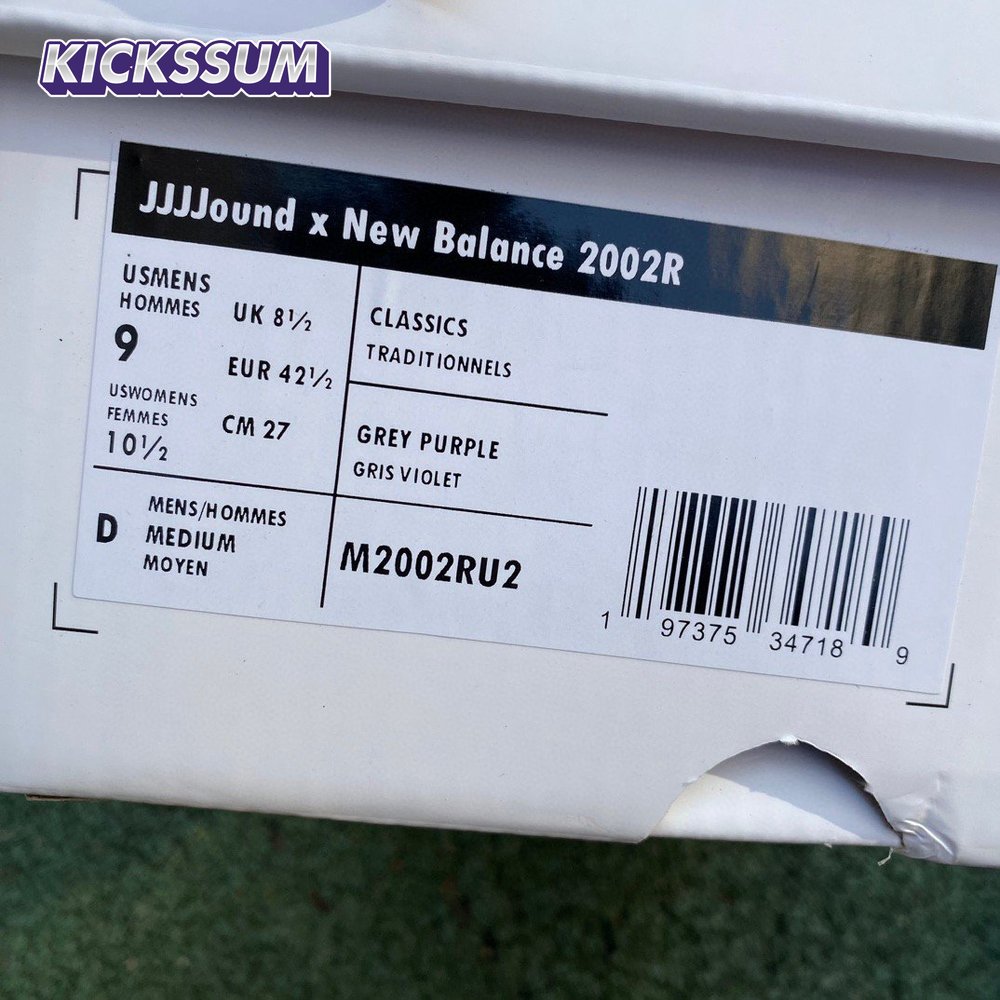 KICKSSUM
JJJJound x New Balance 2002R
USMENS
HOMMES
9
UK 8½
EUR 42½
USWOMENS
FEMMES
10½
CM 27
CLASSICS
TRADITIONNELS
GREY PURPLE
GRIS VIOLET
D
MENS/HOMMES
MEDIUM
MOYEN
M2002RU2
1 97375 34718 9